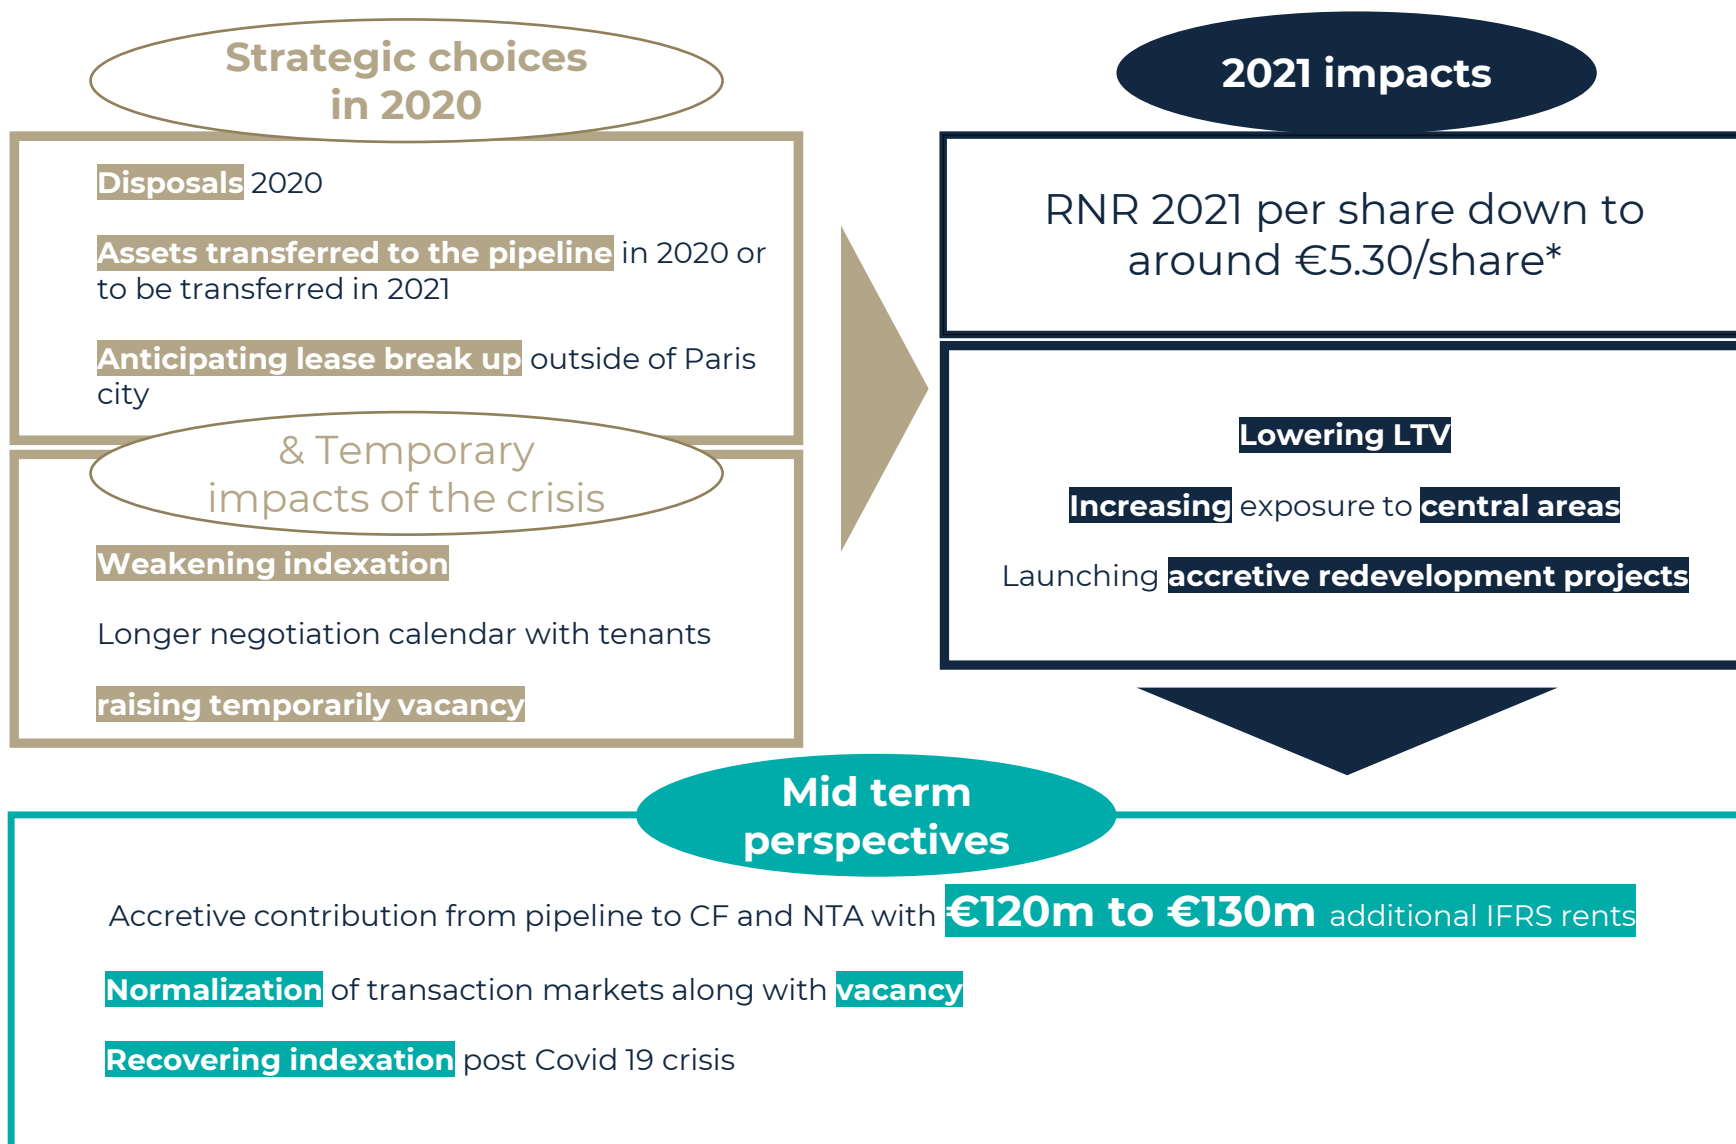 Strategic choices
in 2020
Disposals 2020
Assets transferred to the pipeline in 2020 or
to be transferred in 2021
Anticipating lease break up outside of Paris
city
& Temporary
impacts of the crisis
Weakening indexation
Longer negotiation calendar with tenants
raising temporarily vacancy
2021 impacts
RNR 2021 per share down to
around €5.30/share*
Lowering LTV
Increasing exposure to central areas
Launching accretive redevelopment projects
Mid term
perspectives
Accretive contribution from pipeline to CF and NTA with €120m to €130m additional IFRS rents
Normalization of transaction markets along with vacancy
Recovering indexation post Covid 19 crisis